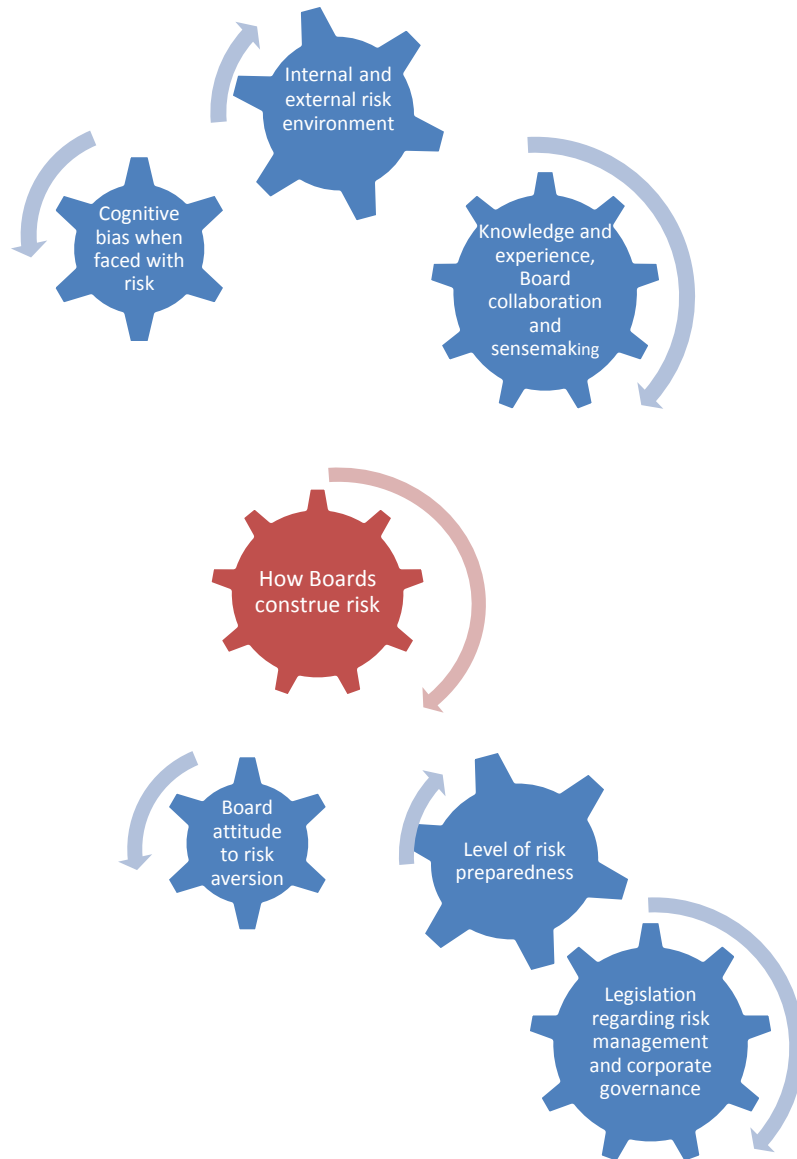 Internal and
external risk
environment
Cognitive
bias when
faced with
risk
Knowledge and
experience,
Board
collaboration
and
sensemaking
How Boards
construe risk
Board
attitude
to risk
aversion
Level of risk
preparedness
Legislation
regarding risk
management
and corporate
governance